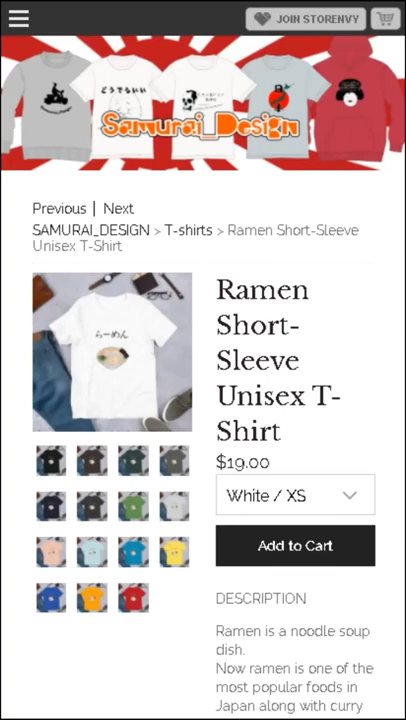 JOIN STORENVY
どうでもいい
Samurai_Design
Previous | Next
SAMURAI_DESIGN > T-shirts > Ramen Short-Sleeve
Unisex T-Shirt
らーめん
Ramen
Short-
Sleeve
Unisex T-
Shirt
$19.00
White / XS
Add to Cart
DESCRIPTION
Ramen is a noodle soup
dish.
Now ramen is one of the
most popular foods in
Japan along with curry